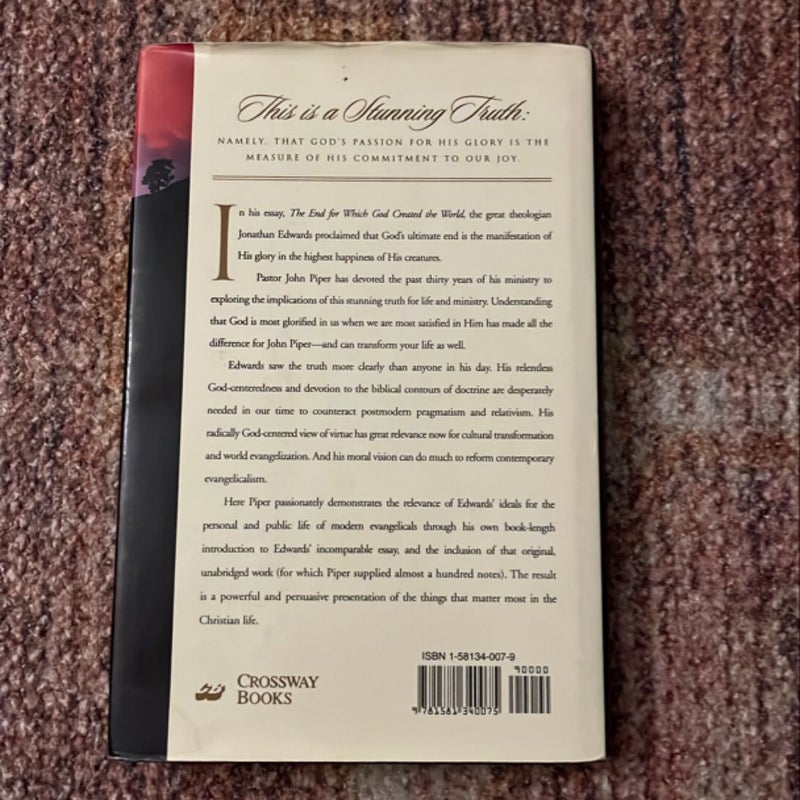 This is a Stunning Truth:
NAMELY, THAT GOD'S PASSION FOR HIS GLORY IS THE
MEASURE OF HIS COMMITMENT TO OUR JOY.
In his essay, The End for Which God Created the World, the great theologian
Jonathan Edwards proclaimed that God's ultimate end is the manifestation of
His glory in the highest happiness of His creatures.
Pastor John Piper has devoted the past thirty years of his ministry to
exploring the implications of this stunning truth for life and ministry. Understanding
that God is most glorified in us when we are most satisfied in Him has made all the
difference for John Piper—and can transform your life as well.
Edwards saw the truth more clearly than anyone in his day. His relentless
God-centeredness and devotion to the biblical contours of doctrine are desperately
needed in our time to counteract postmodern pragmatism and relativism. His
radically God-centered view of virtue has great relevance now for cultural transformation
and world evangelization. And his moral vision can do much to reform contemporary
evangelicalism.
Here Piper passionately demonstrates the relevance of Edwards' ideals for the
personal and public life of modern evangelicals through his own book-length
introduction to Edwards' incomparable essay, and the inclusion of that original,
unabridged work (for which Piper supplied almost a hundred notes). The result
is a powerful and persuasive presentation of the things that matter most in the
Christian life.
CROSSWAY
BOOKS
ISBN 1-58134-007-9
90000
9 781581 340075